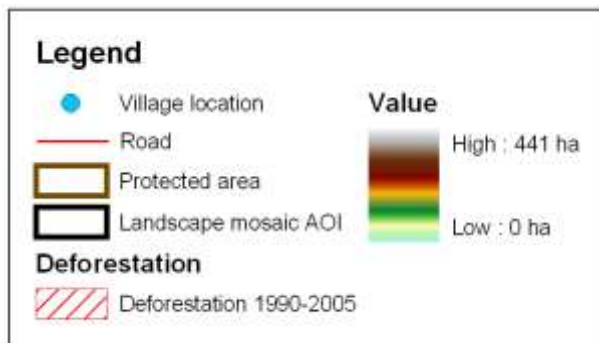 Legend
Village location
Road
Protected area
Landscape mosaic AOI
Deforestation
Deforestation 1990-2005
Value
High : 441 ha
Low : 0 ha